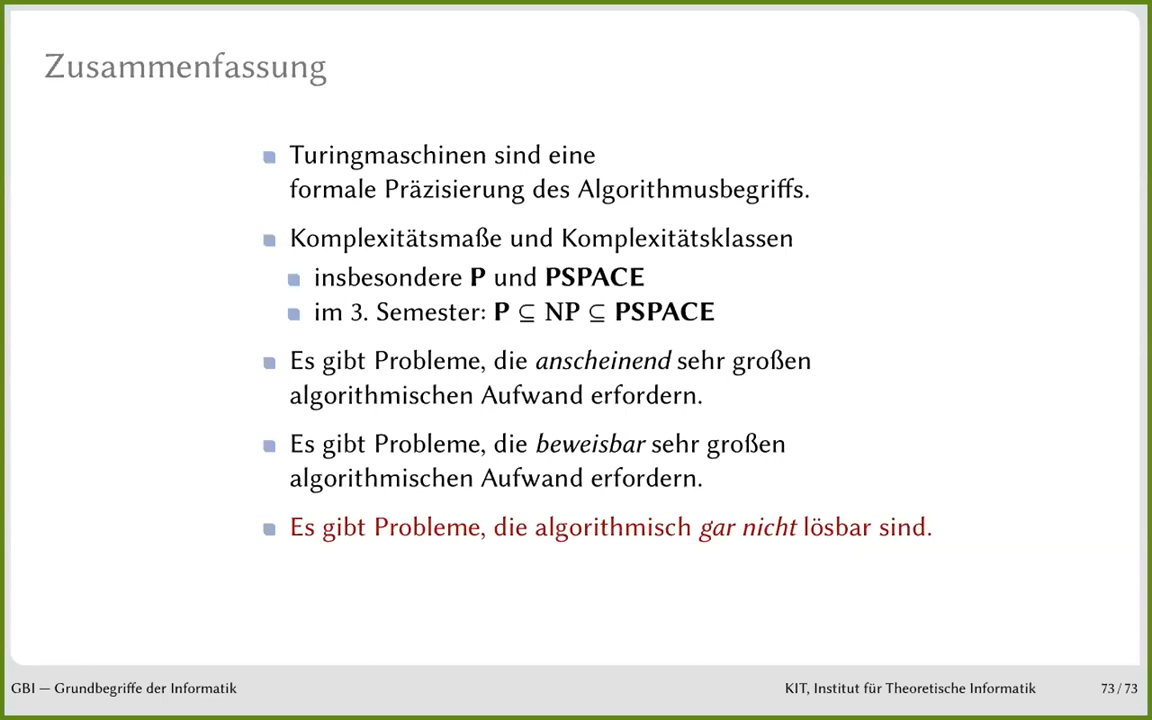 Zusammenfassung
Turingmaschinen sind eine
formale Präzisierung des Algorithmusbegriffs.
Komplexitätsmaße und Komplexitätsklassen
insbesondere P und PSPACE
im 3. Semester: P ⊆ NP ⊆ PSPACE
Es gibt Probleme, die anscheinend sehr großen
algorithmischen Aufwand erfordern.
Es gibt Probleme, die beweisbar sehr großen
algorithmischen Aufwand erfordern.
Es gibt Probleme, die algorithmisch gar nicht lösbar sind.
GBI — Grundbegriffe der Informatik KIT, Institut für Theoretische Informatik 73 / 73